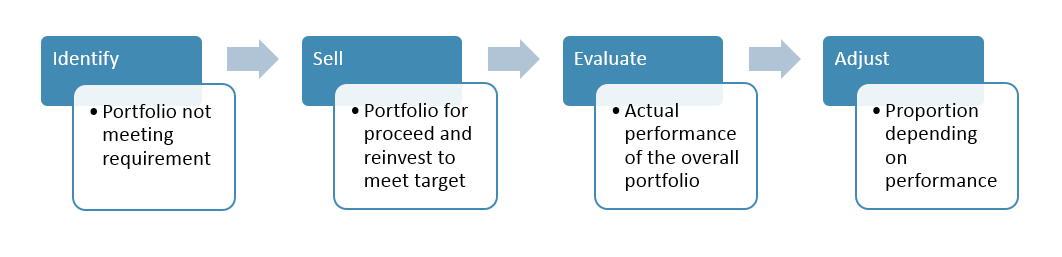 Identify
• Portfolio not
meeting
requirement
Sell
• Portfolio for
proceed and
reinvest to
meet target
Evaluate
• Actual
performance
of the overall
portfolio
Adjust
• Proportion
depending
on
performance